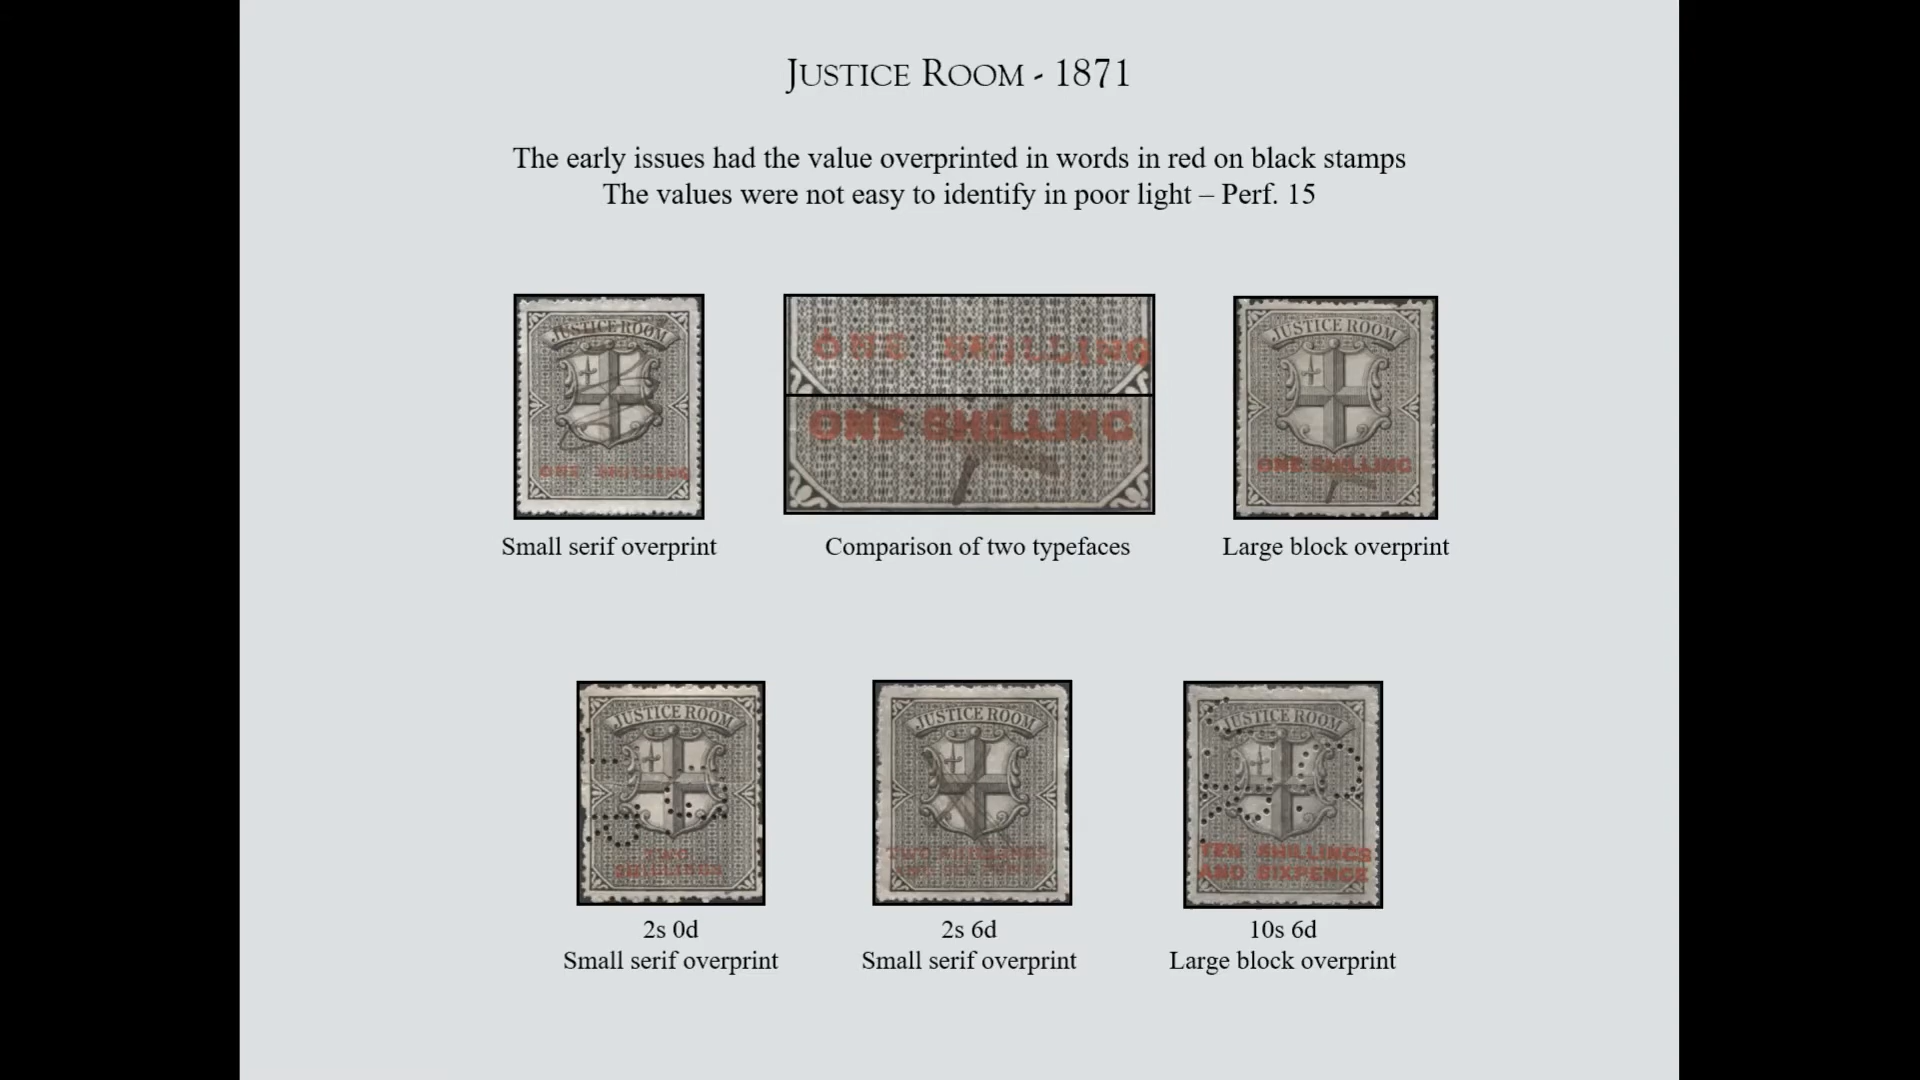 JUSTICE ROOM - 1871
The early issues had the value overprinted in words in red on black stamps
The values were not easy to identify in poor light – Perf. 15
JUSTICE ROOM
ONE SHILLING
ONE SHILLING
ONE SHILLING
JUSTICE ROOM
ONE SHILLING
Small serif overprint
Comparison of two typefaces
Large block overprint
JUSTICE ROOM
TWO
SHILLINGS
JUSTICE ROOM
TWO SHILLINGS
AND SIXPENCE
JUSTICE ROOM
TEN SHILLINGS
AND SIXPENCE
2s 0d
Small serif overprint
2s 6d
Small serif overprint
10s 6d
Large block overprint